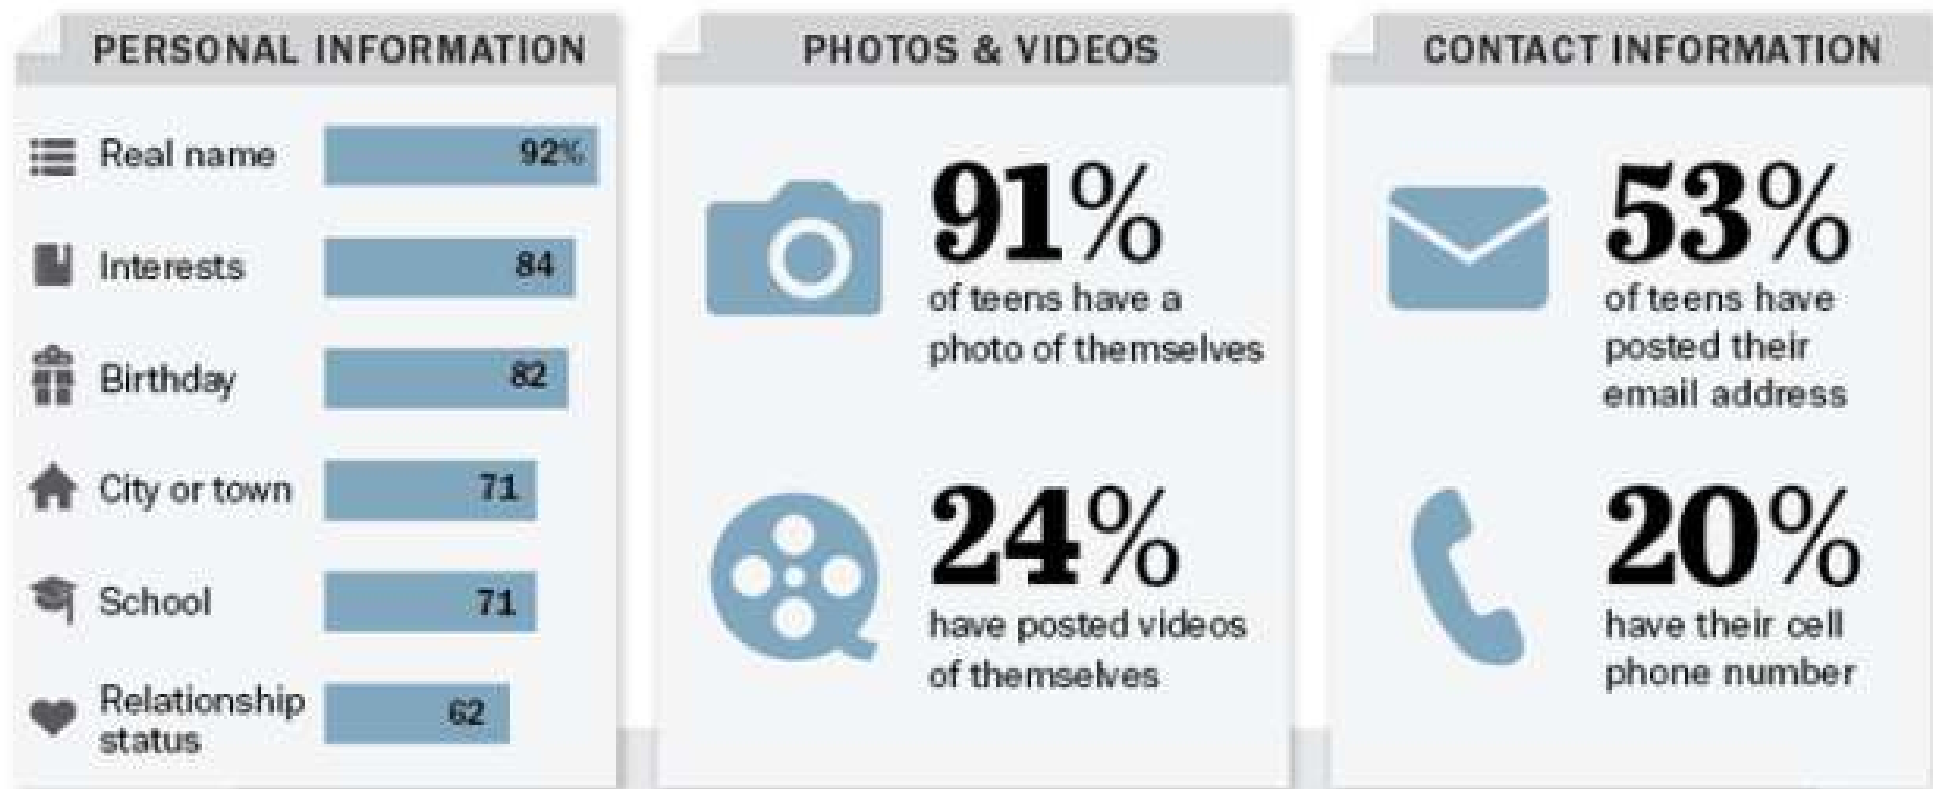 PERSONAL INFORMATION
Real name 92%
Interests 84
Birthday 82
City or town 71
School 71
Relationship
status
62
PHOTOS & VIDEOS
91%
of teens have a
photo of themselves
24%
have posted videos
of themselves
CONTACT INFORMATION
53%
of teens have
posted their
email address
20%
have their cell
phone number